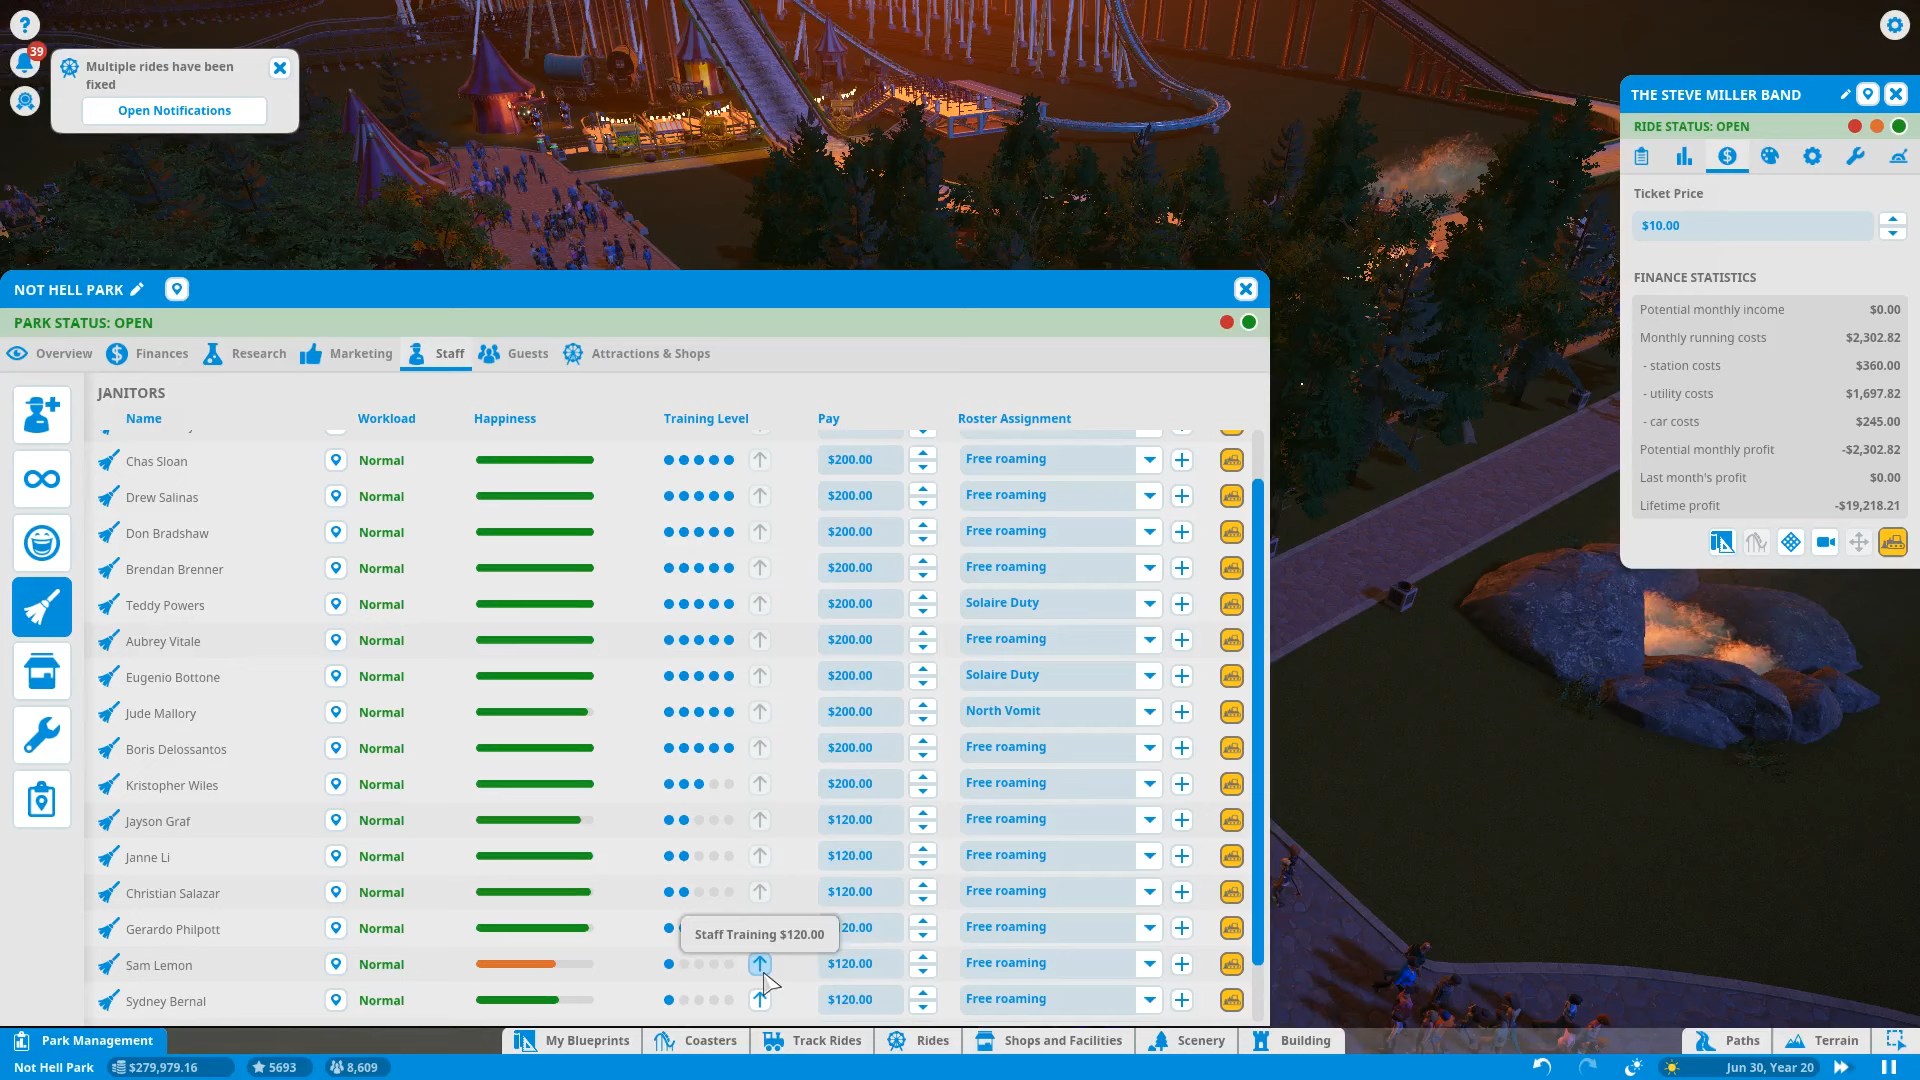 ?
39
Multiple rides have been
fixed
Open Notifications
THE STEVE MILLER BAND
RIDE STATUS: OPEN
Ticket Price
$10.00
FINANCE STATISTICS
Potential monthly income $0.00
Monthly running costs $2,302.82
- station costs $360.00
- utility costs $1,697.82
- car costs $245.00
Potential monthly profit -$2,302.82
Last month's profit $0.00
Lifetime profit -$19,218.21
NOT HELL PARK
PARK STATUS: OPEN
Overview Finances Research Marketing Staff Guests Attractions & Shops
JANITORS
Name Workload Happiness Training Level Pay Roster Assignment
Chas Sloan Normal $200.00 Free roaming
Drew Salinas Normal $200.00 Free roaming
Don Bradshaw Normal $200.00 Free roaming
Brendan Brenner Normal $200.00 Free roaming
Teddy Powers Normal $200.00 Solaire Duty
Aubrey Vitale Normal $200.00 Free roaming
Eugenio Bottone Normal $200.00 Solaire Duty
Jude Mallory Normal $200.00 North Vomit
Boris Delossantos Normal $200.00 Free roaming
Kristopher Wiles Normal $200.00 Free roaming
Jayson Graf Normal $120.00 Free roaming
Janne Li Normal $120.00 Free roaming
Christian Salazar Normal $120.00 Free roaming
Gerardo Philpott Normal 20.00 Free roaming
Staff Training $120.00
Sam Lemon Normal $120.00 Free roaming
Sydney Bernal Normal $120.00 Free roaming
Park Management My Blueprints Coasters Track Rides Rides Shops and Facilities Scenery Building Paths Terrain
Not Hell Park $279,979.16 5693 8,609 Jun 30, Year 20